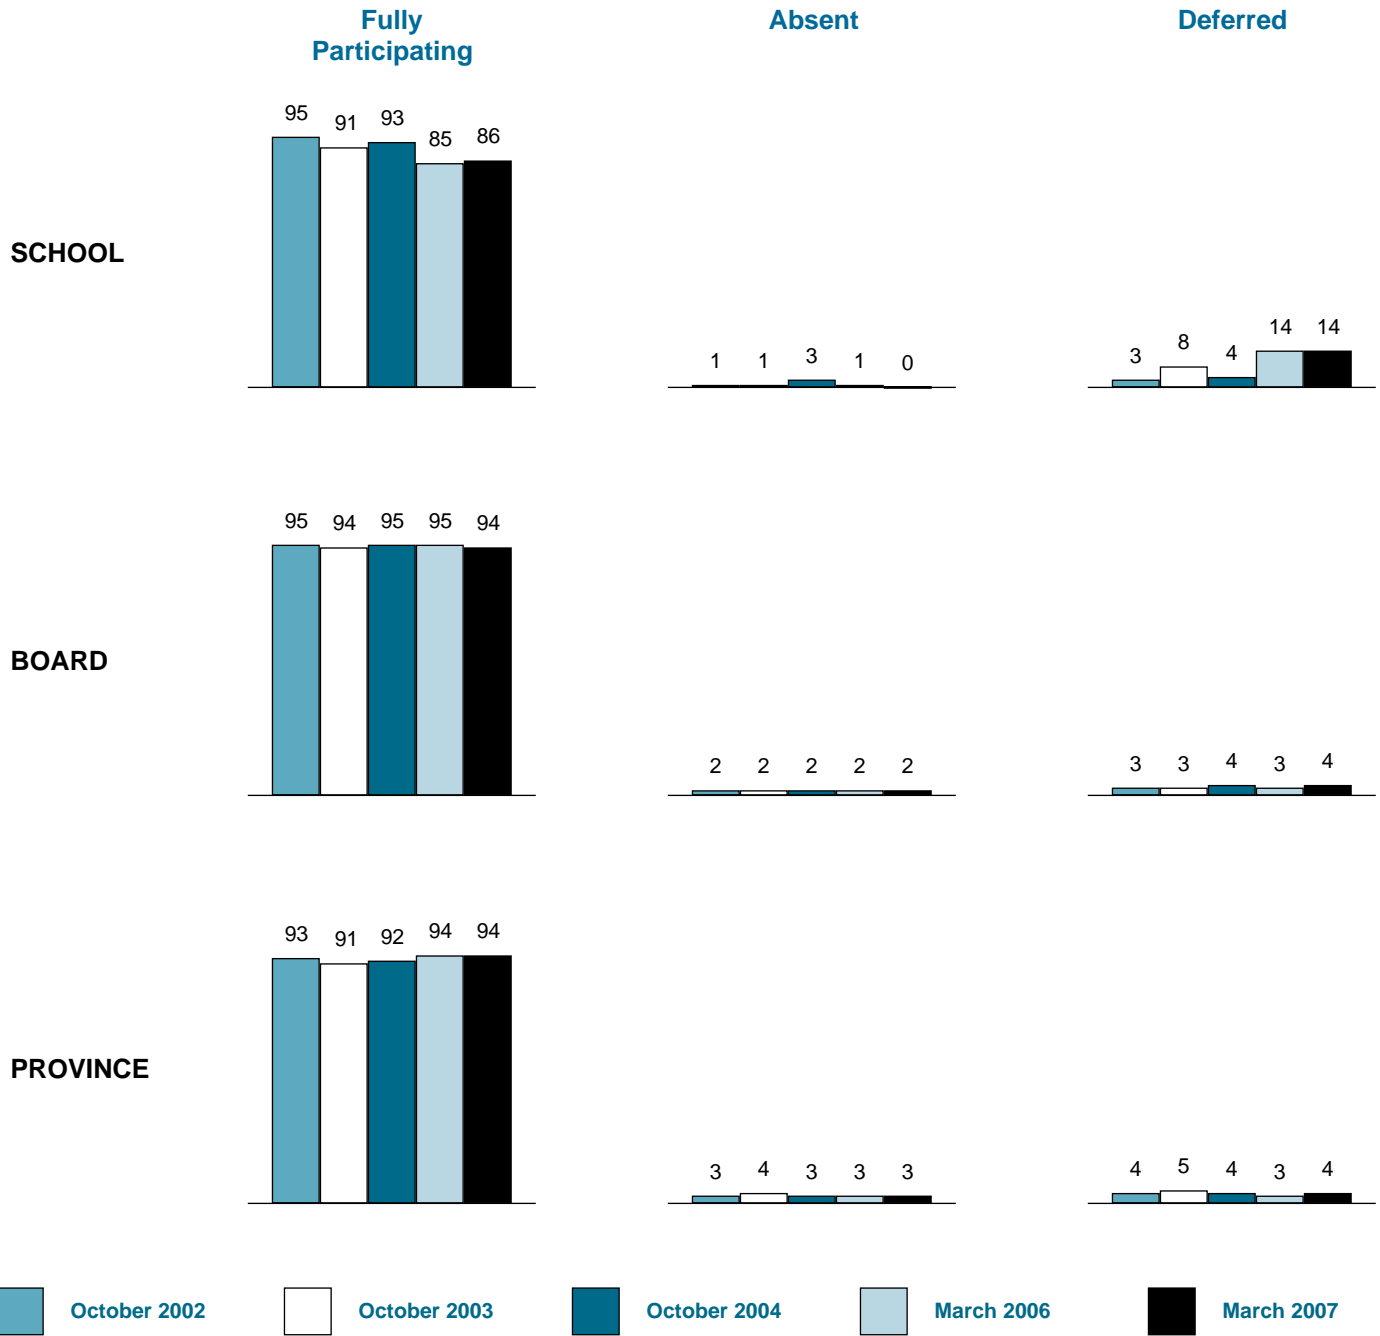 Fully
Participating
Absent
Deferred
SCHOOL
95 91 93 85 86
1 1 3 1 0
3 8 4 14 14
BOARD
95 94 95 95 94
2 2 2 2 2
3 3 4 3 4
PROVINCE
93 91 92 94 94
3 4 3 3 3
4 5 4 3 4
October 2002
October 2003
October 2004
March 2006
March 2007